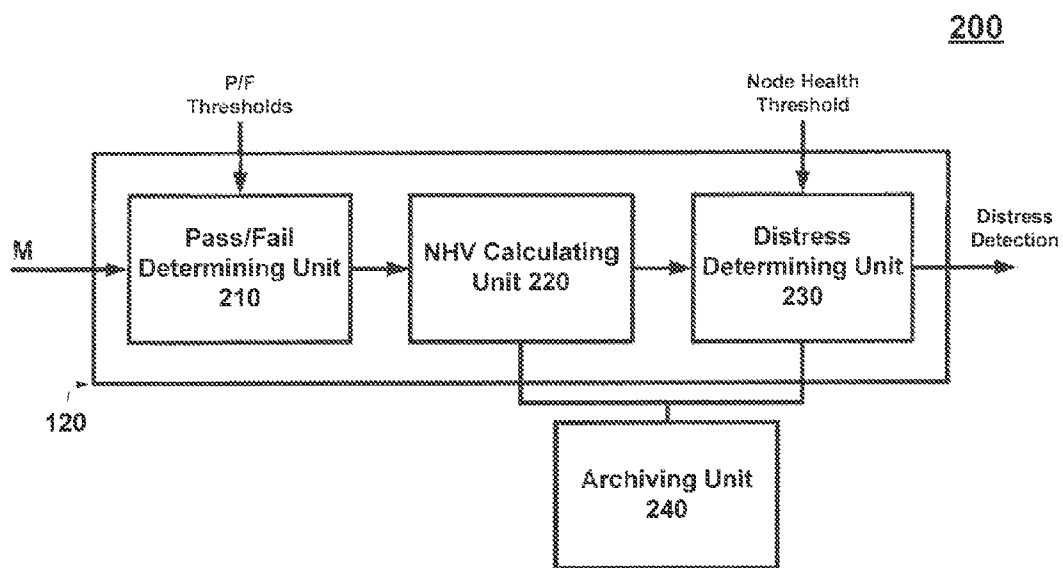 200
P/F
Thresholds
Node Health
Threshold
M
Pass/Fail
Determining Unit
210
NHV Calculating
Unit 220
Distress
Determining Unit
230
Distress
Detection
120
Archiving Unit
240